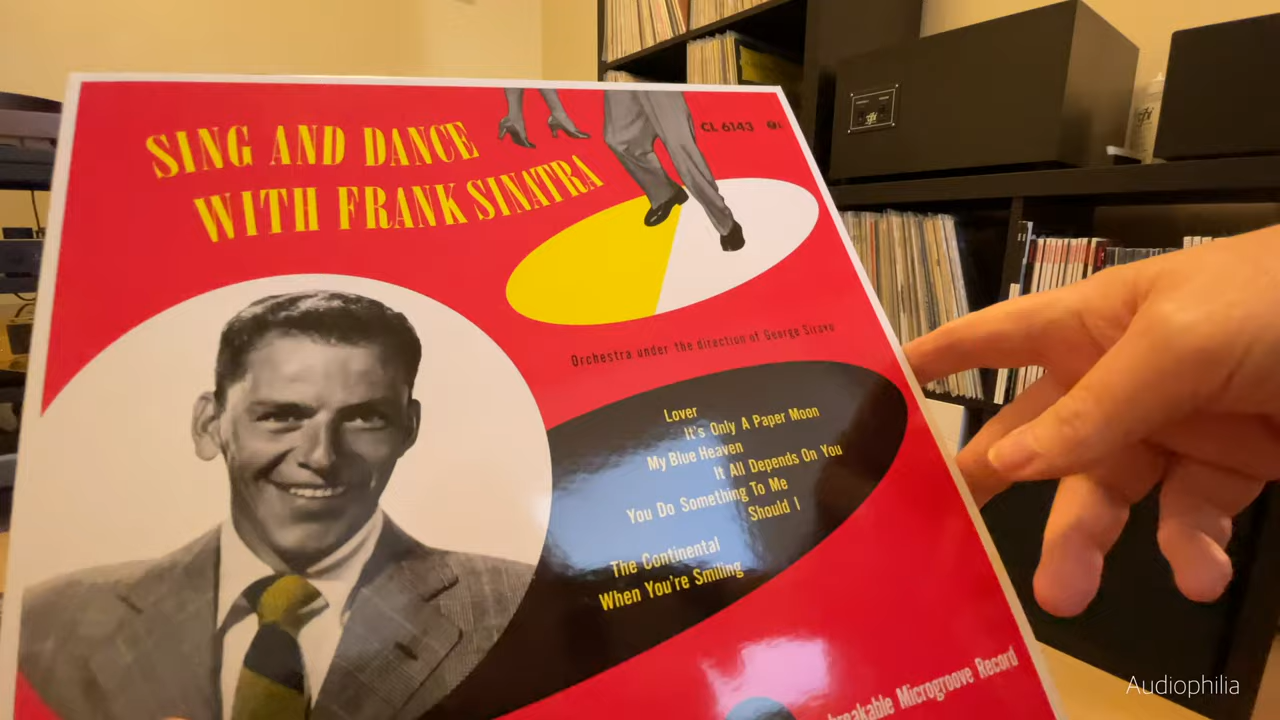 SING AND DANCE
WITH FRANK SINATRA
CL 6143
Orchestra under the direction of George Siravo
Lover
It's Only A Paper Moon
My Blue Heaven
It All Depends On You
You Do Something To Me
Should I
The Continental
When You're Smiling
Microgroove Record
Audiophilia